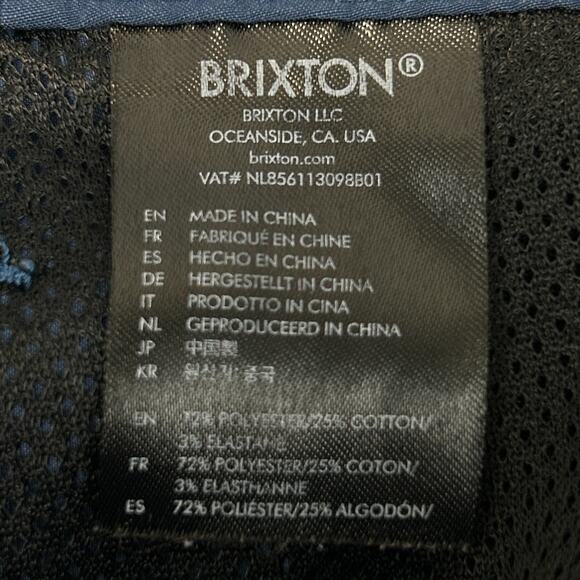 BRIXTON®
BRIXTON LLC
OCEANSIDE, CA. USA
brixton.com
VAT# NL856113098B01
EN MADE IN CHINA
FR FABRIQUÉ EN CHINE
ES HECHO EN CHINA
DE HERGESTELLT IN CHINA
IT PRODOTTO IN CINA
NL GEPRODUCEERD IN CHINA
JP 中国製
KR 원산지: 중국
EN 72% POLYESTER/25% COTTON/
3% ELASTANE
FR 72% POLYESTER/25% COTON/
3% ELASTHANNE
ES 72% POLIÉSTER/25% ALGODÓN/